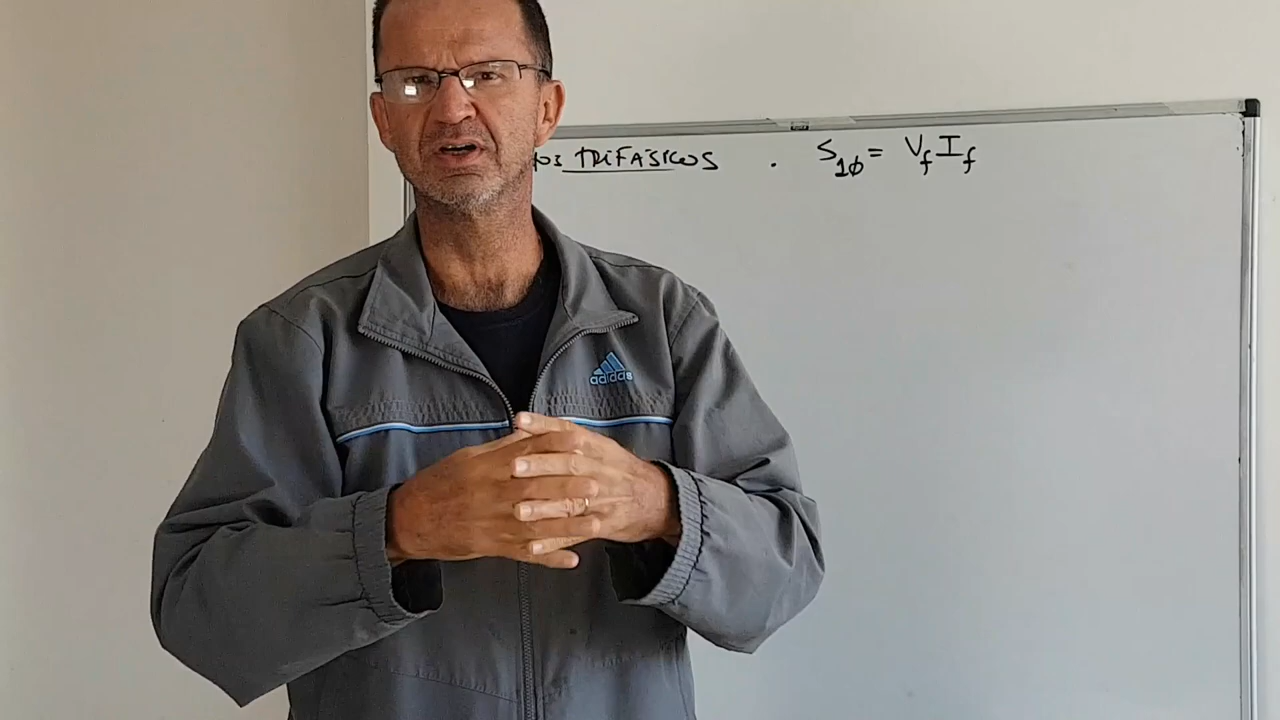 TRIFÁSICOS . S1φ = Vf If
adidas